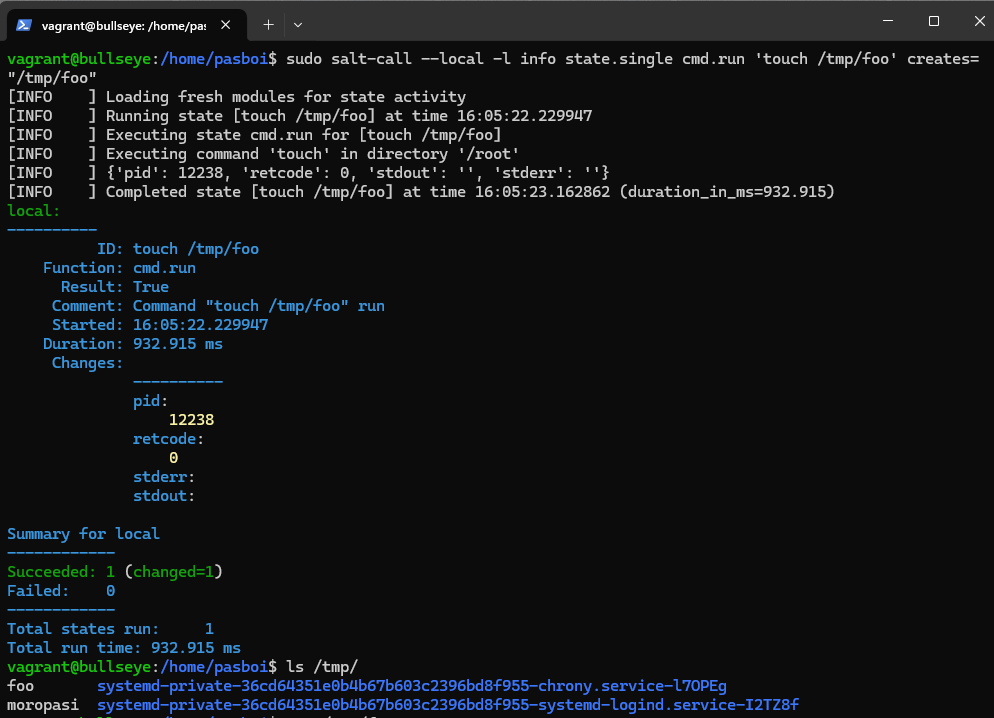 vagrant@bullseye: /home/pas
vagrant@bullseye:/home/pasboi$ sudo salt-call --local -l info state.single cmd.run 'touch /tmp/foo' creates=
"/tmp/foo"
[INFO    ] Loading fresh modules for state activity
[INFO    ] Running state [touch /tmp/foo] at time 16:05:22.229947
[INFO    ] Executing state cmd.run for [touch /tmp/foo]
[INFO    ] Executing command 'touch' in directory '/root'
[INFO    ] {'pid': 12238, 'retcode': 0, 'stdout': '', 'stderr': ''}
[INFO    ] Completed state [touch /tmp/foo] at time 16:05:23.162862 (duration_in_ms=932.915)
local:
----------
          ID: touch /tmp/foo
    Function: cmd.run
      Result: True
     Comment: Command "touch /tmp/foo" run
     Started: 16:05:22.229947
    Duration: 932.915 ms
     Changes:
              ----------
              pid:
                  12238
              retcode:
                  0
              stderr:
              stdout:
Summary for local
------------
Succeeded: 1 (changed=1)
Failed:    0
------------
Total states run:     1
Total run time: 932.915 ms
vagrant@bullseye:/home/pasboi$ ls /tmp/
foo       systemd-private-36cd64351e0b4b67b603c2396bd8f955-chrony.service-l7OPEg
moropasi  systemd-private-36cd64351e0b4b67b603c2396bd8f955-systemd-logind.service-I2TZ8f